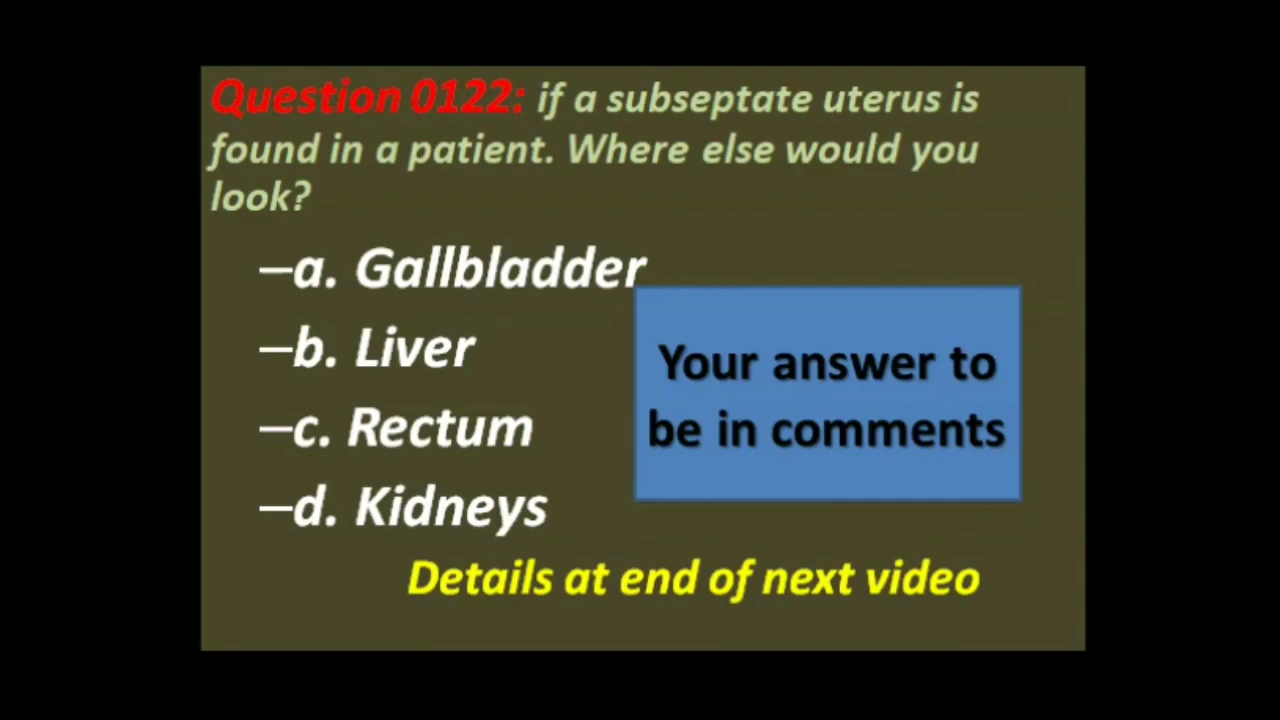 Question 0122: if a subseptate uterus is
found in a patient. Where else would you
look?
–a. Gallbladder
–b. Liver
–c. Rectum
–d. Kidneys
Your answer to
be in comments
Details at end of next video